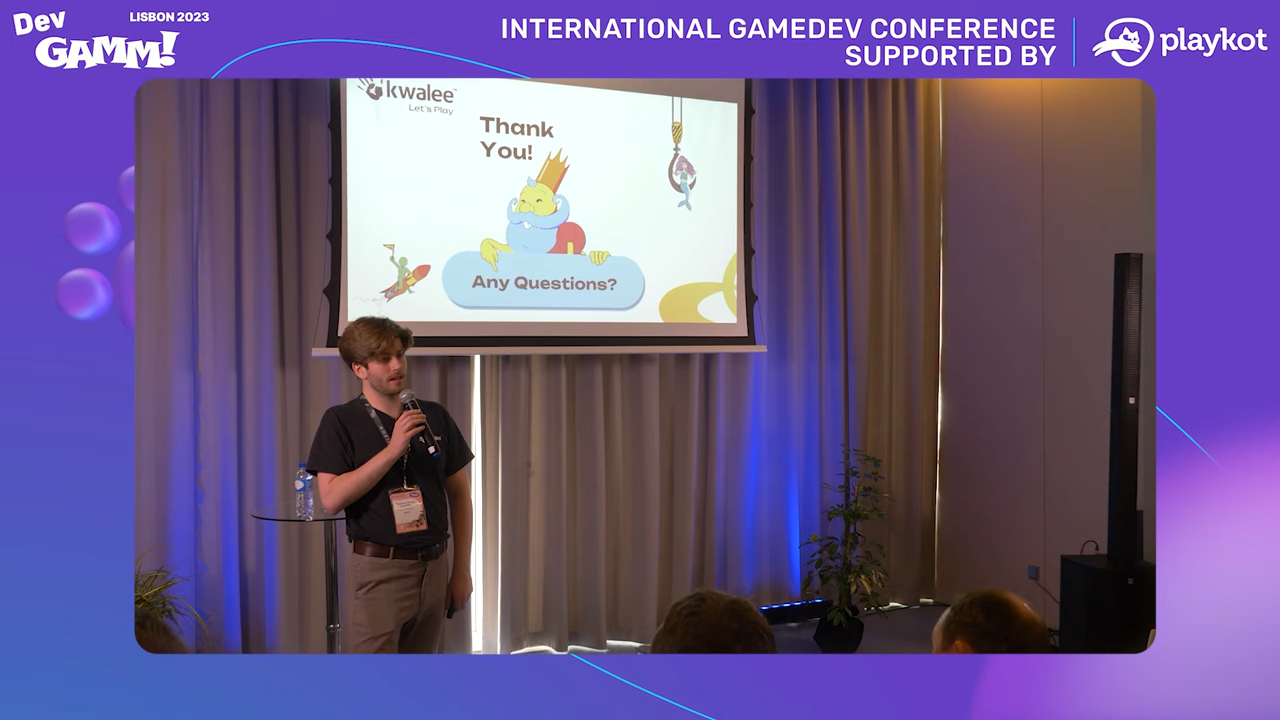 Dev
GAMM!
LISBON 2023
INTERNATIONAL GAMEDEV CONFERENCE
SUPPORTED BY
playkot
kwalee
Let's Play
Thank
You!
Any Questions?